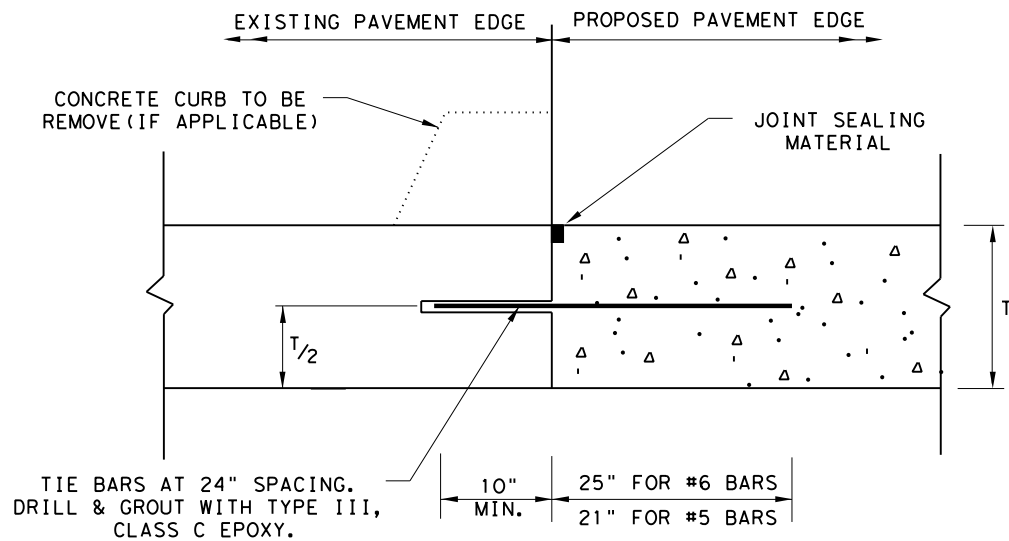 EXISTING PAVEMENT EDGE
PROPOSED PAVEMENT EDGE
CONCRETE CURB TO BE
REMOVE(IF APPLICABLE)
JOINT SEALING
MATERIAL
T/2
T
TIE BARS AT 24" SPACING.
DRILL & GROUT WITH TYPE III,
CLASS C EPOXY.
10"
MIN.
25" FOR #6 BARS
21" FOR #5 BARS